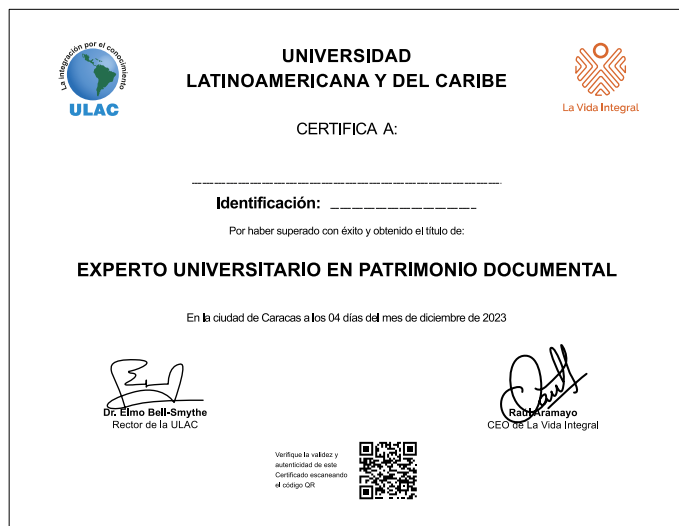 La integración por el conocimiento
ULAC
UNIVERSIDAD
LATINOAMERICANA Y DEL CARIBE
La Vida Integral
CERTIFICA A:
Identificación:
Por haber superado con éxito y obtenido el título de:
EXPERTO UNIVERSITARIO EN PATRIMONIO DOCUMENTAL
En la ciudad de Caracas a los 04 días del mes de diciembre de 2023
Dr. Elmo Bell-Smythe
Rector de la ULAC
Raúl Aramayo
CEO de La Vida Integral
Verifique la validez y
autenticidad de este
Certificado escaneando
el código QR